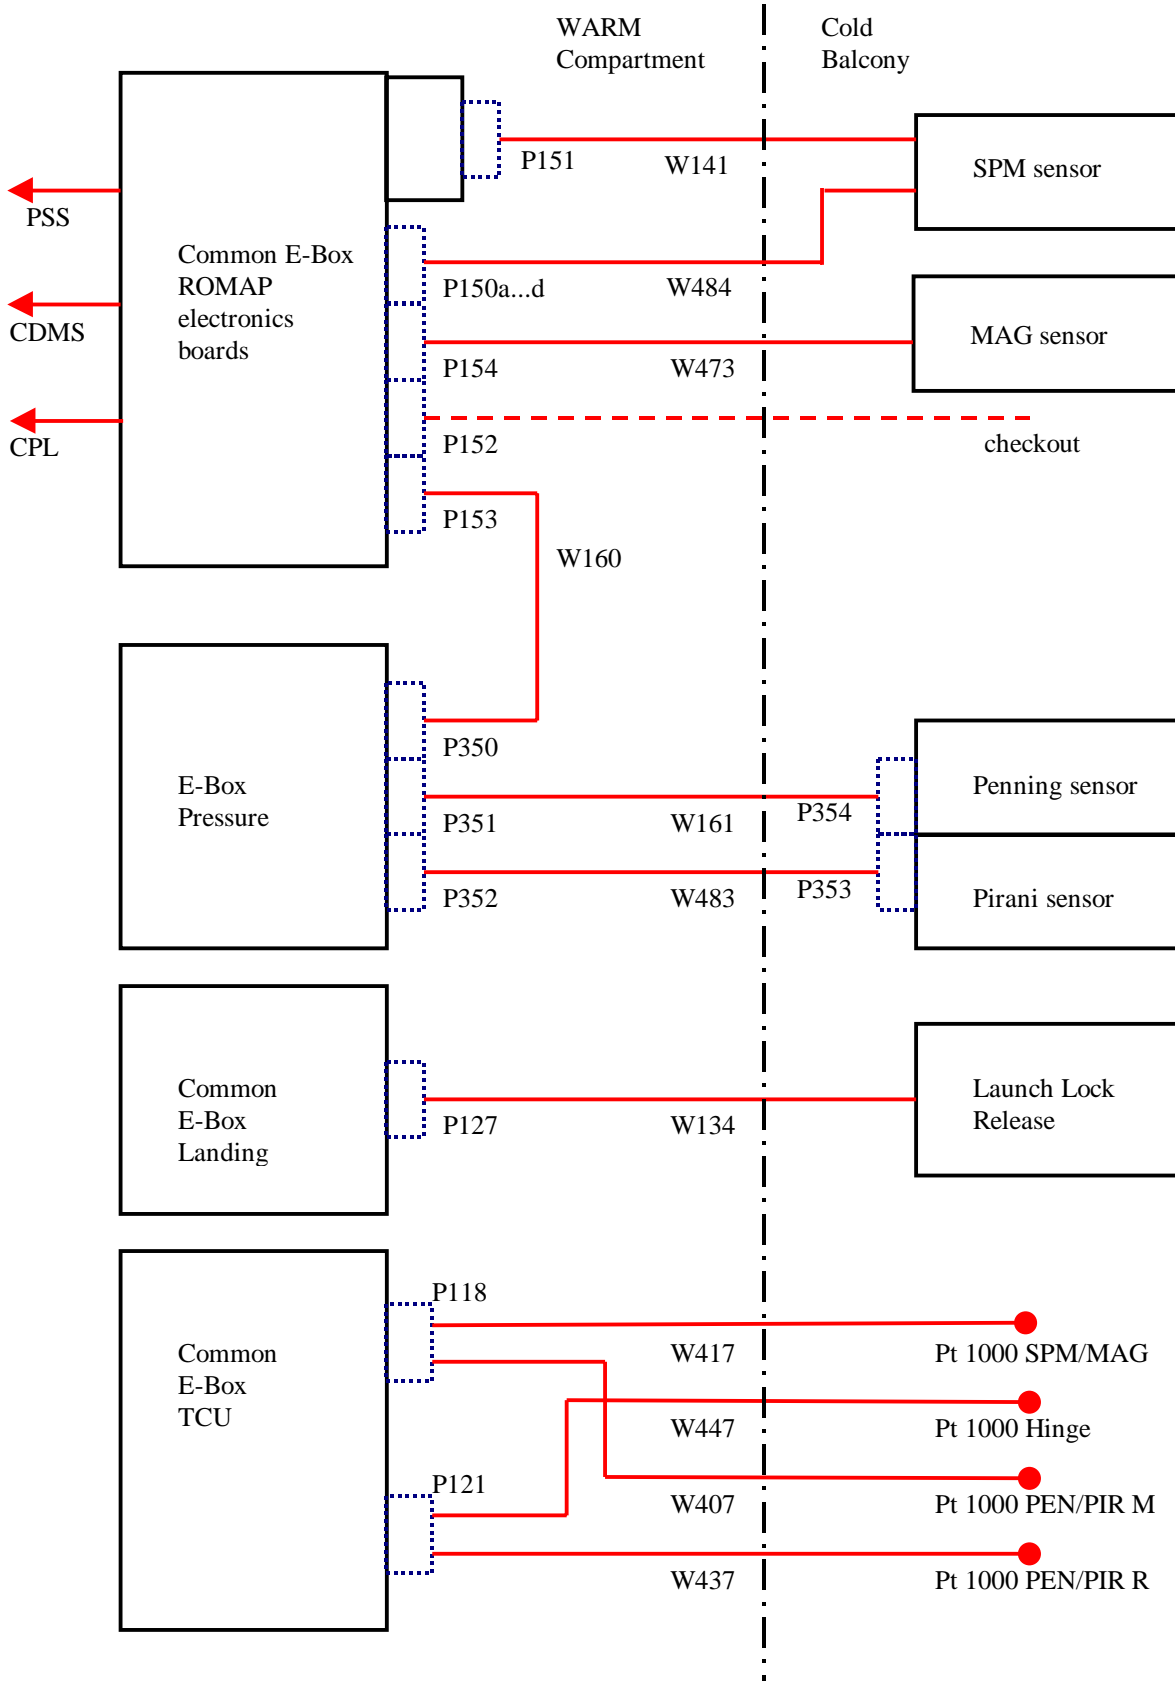 WARM
Compartment
Cold
Balcony
P151
W141
SPM sensor
PSS
Common E-Box
ROMAP
electronics
boards
P150a...d
W484
CDMS
MAG sensor
P154
W473
CPL
P152
checkout
P153
W160
P350
E-Box
Pressure
Penning sensor
P351
W161
P354
P352
W483
P353
Pirani sensor
Common
E-Box
Landing
P127
W134
Launch Lock
Release
P118
Common
E-Box
TCU
W417
Pt 1000 SPM/MAG
W447
Pt 1000 Hinge
P121
W407
Pt 1000 PEN/PIR M
W437
Pt 1000 PEN/PIR R